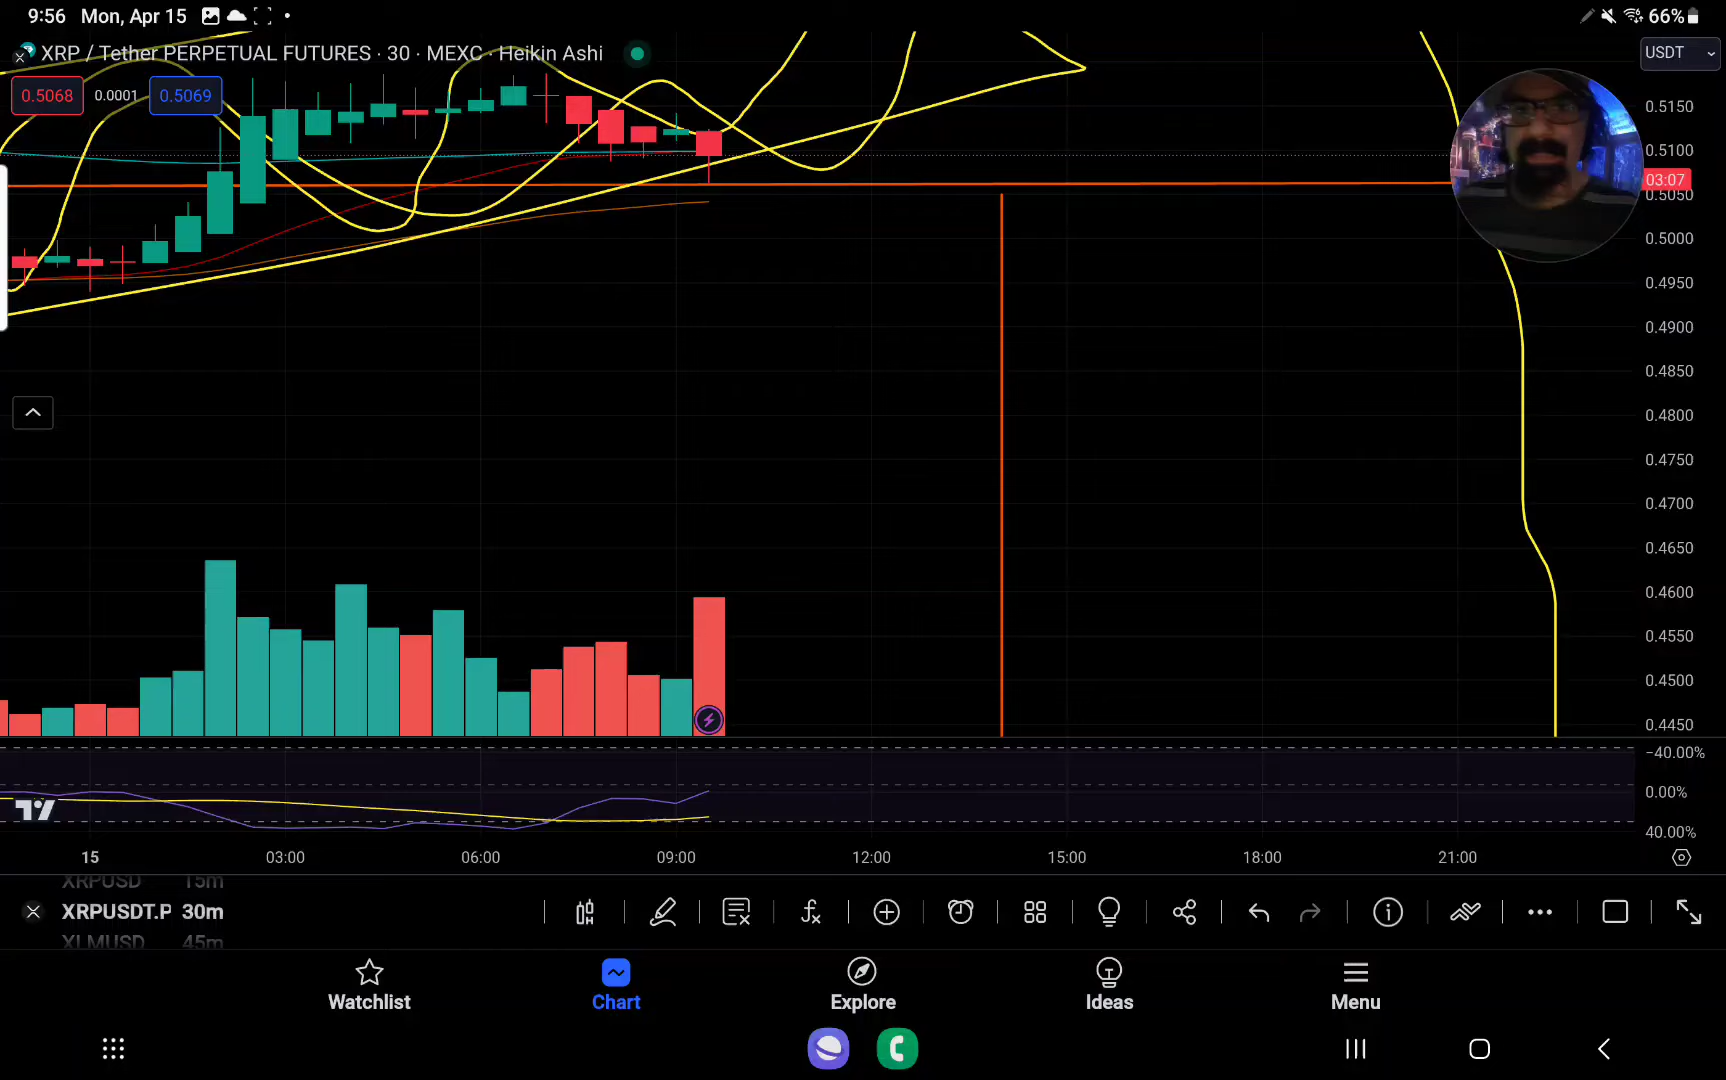 9:56 Mon, Apr 15
66%
XRP / Tether PERPETUAL FUTURES · 30 · MEXC · Heikin Ashi
USDT
0.5068 0.0001 0.5069
0.5150
0.5100
03:07
0.5050
0.5000
0.4950
0.4900
0.4850
0.4800
0.4750
0.4700
0.4650
0.4600
0.4550
0.4500
0.4450
−40.00%
0.00%
40.00%
15 03:00 06:00 09:00 12:00 15:00 18:00 21:00
XRPUSD 15m
XRPUSDT.P 30m
XLMUSD 45m
Watchlist Chart Explore Ideas Menu